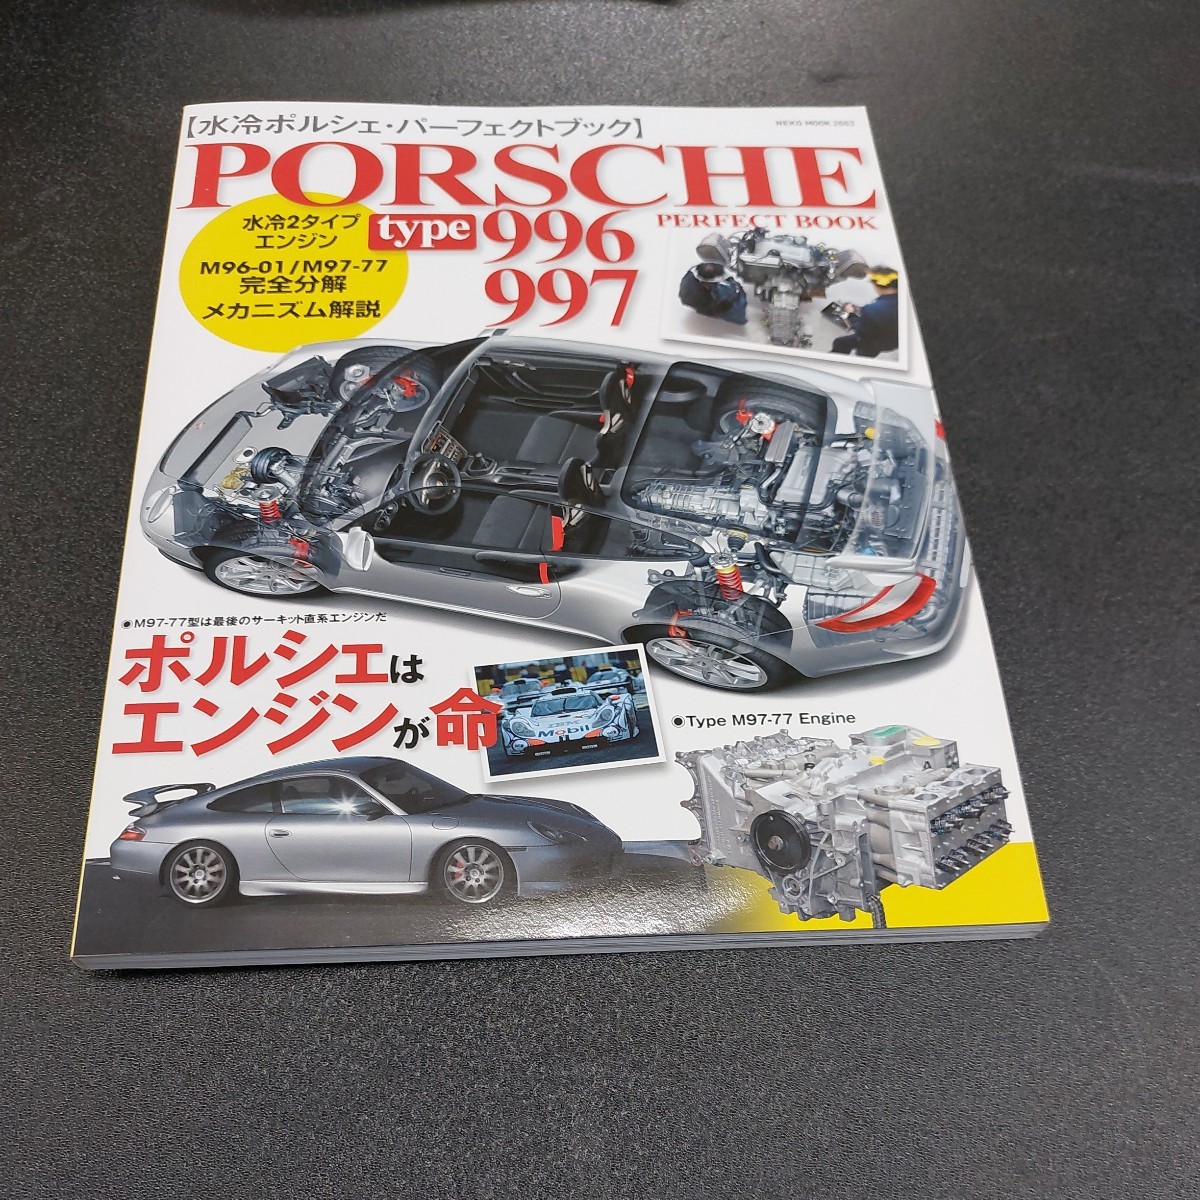 【水冷ポルシェ・パーフェクトブック】
NEKO MOOK 2663
PORSCHE
PERFECT BOOK
type 996
997
水冷2タイプ
エンジン
M96-01/M97-77
完全分解
メカニズム解説
●M97-77型は最後のサーキット直系エンジンだ
ポルシェは
エンジンが命
Mobil
●Type M97-77 Engine
A